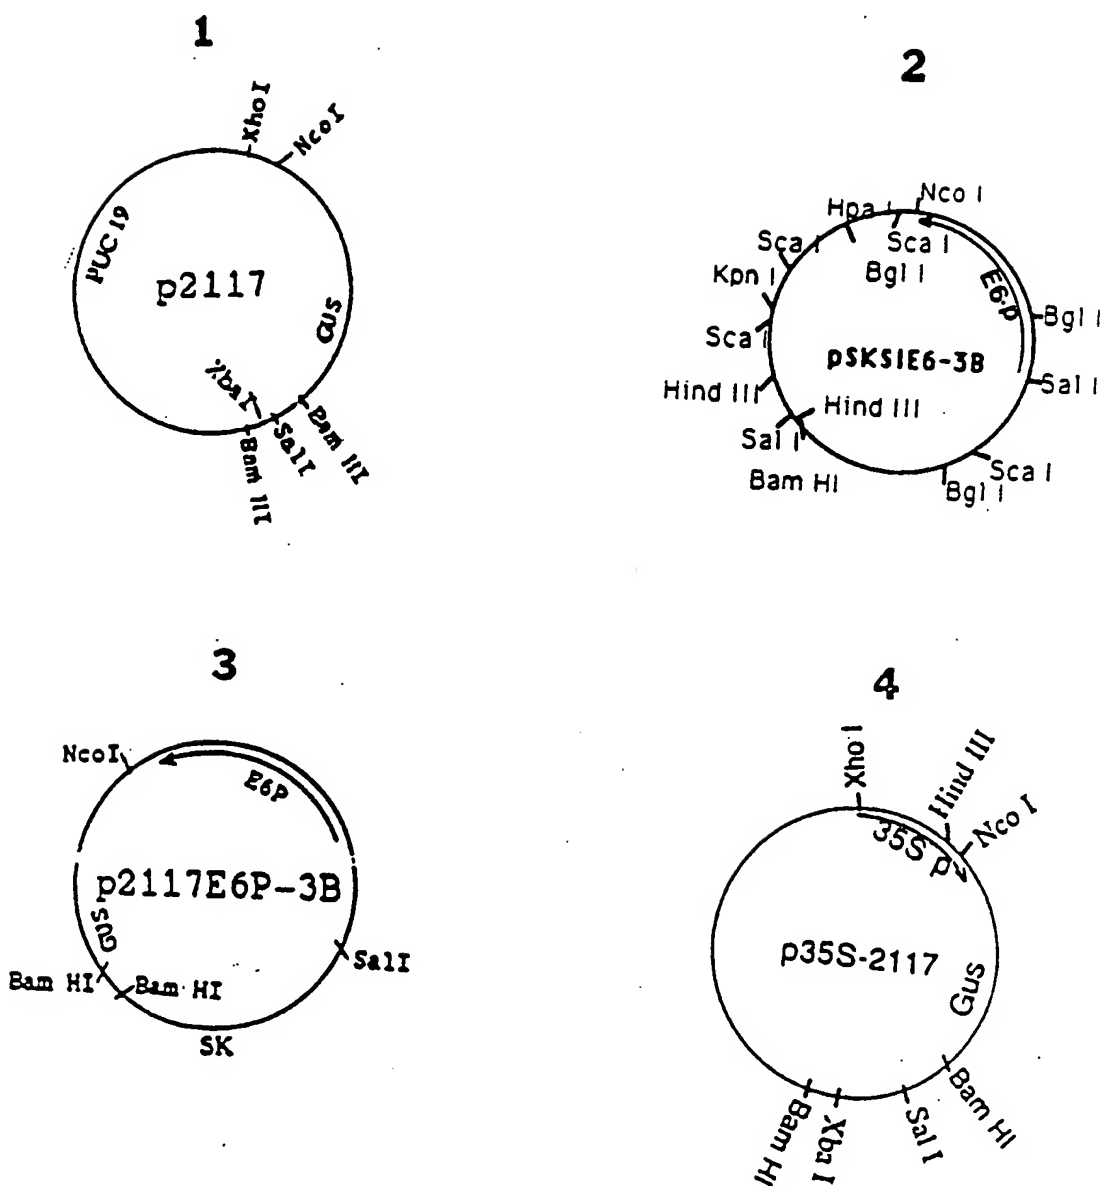 1
XhoI
NcoI
PUC19
p2117
GUS
XbaI
SalI
Bam III
Bam III
2
Nco I
Hpa I
Sca I
Sca I
Bgl I
Kpn I
E6-p
Bgl I
Sca I
pSKSIE6-3B
Hind III
Hind III
Sal I
Sal I
Bam HI
Sca I
Bgl I
3
NcoI
E6P
p2117E6P-3B
GUS
Bam HI
Bam HI
SalI
SK
4
Xho I
Hind III
Nco I
35S p
p35S-2117
Gus
Bam HI
Sal I
Xba I
Bam HI